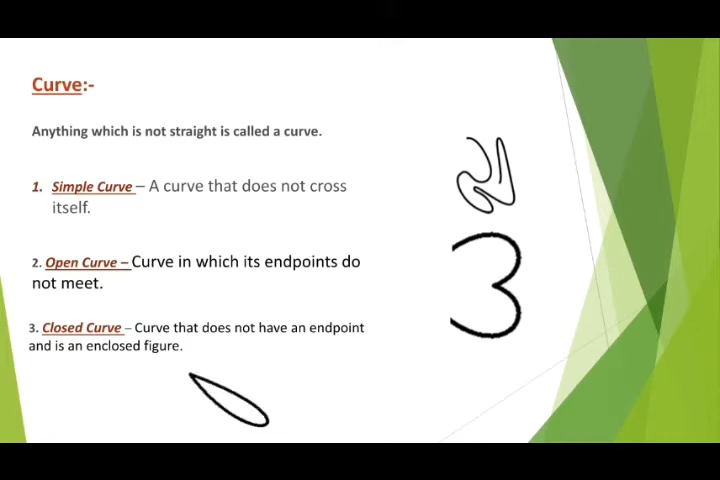 Curve:-
Anything which is not straight is called a curve.
1. Simple Curve – A curve that does not cross
itself.
2. Open Curve – Curve in which its endpoints do
not meet.
3. Closed Curve – Curve that does not have an endpoint
and is an enclosed figure.